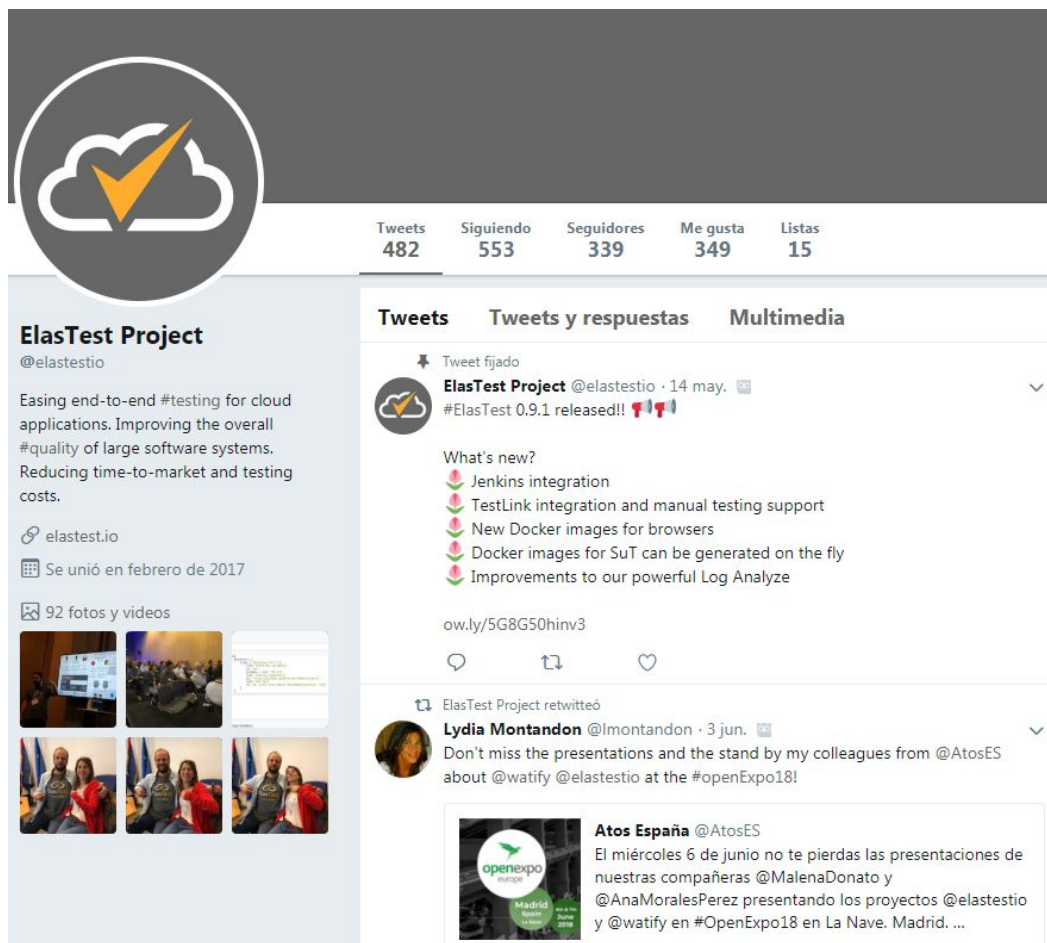 Tweets Siguiendo Seguidores Me gusta Listas
482 553 339 349 15
ElasTest Project
@elastestio
Easing end-to-end #testing for cloud
applications. Improving the overall
#quality of large software systems.
Reducing time-to-market and testing
costs.
elastest.io
Se unió en febrero de 2017
92 fotos y videos
Tweets Tweets y respuestas Multimedia
Tweet fijado
ElasTest Project @elastestio · 14 may.
#ElasTest 0.9.1 released!!
What's new?
Jenkins integration
TestLink integration and manual testing support
New Docker images for browsers
Docker images for SuT can be generated on the fly
Improvements to our powerful Log Analyze
ow.ly/5G8G50hinv3
ElasTest Project retwitteó
Lydia Montandon @lmontandon · 3 jun.
Don't miss the presentations and the stand by my colleagues from @AtosES
about @watify @elastestio at the #openExpo18!
openexpo
europe
Madrid
Spain
La Nave
June
2018
Atos España @AtosES
El miércoles 6 de junio no te pierdas las presentaciones de
nuestras compañeras @MalenaDonato y
@AnaMoralesPerez presentando los proyectos @elastestio
y @watify en #OpenExpo18 en La Nave. Madrid. ...